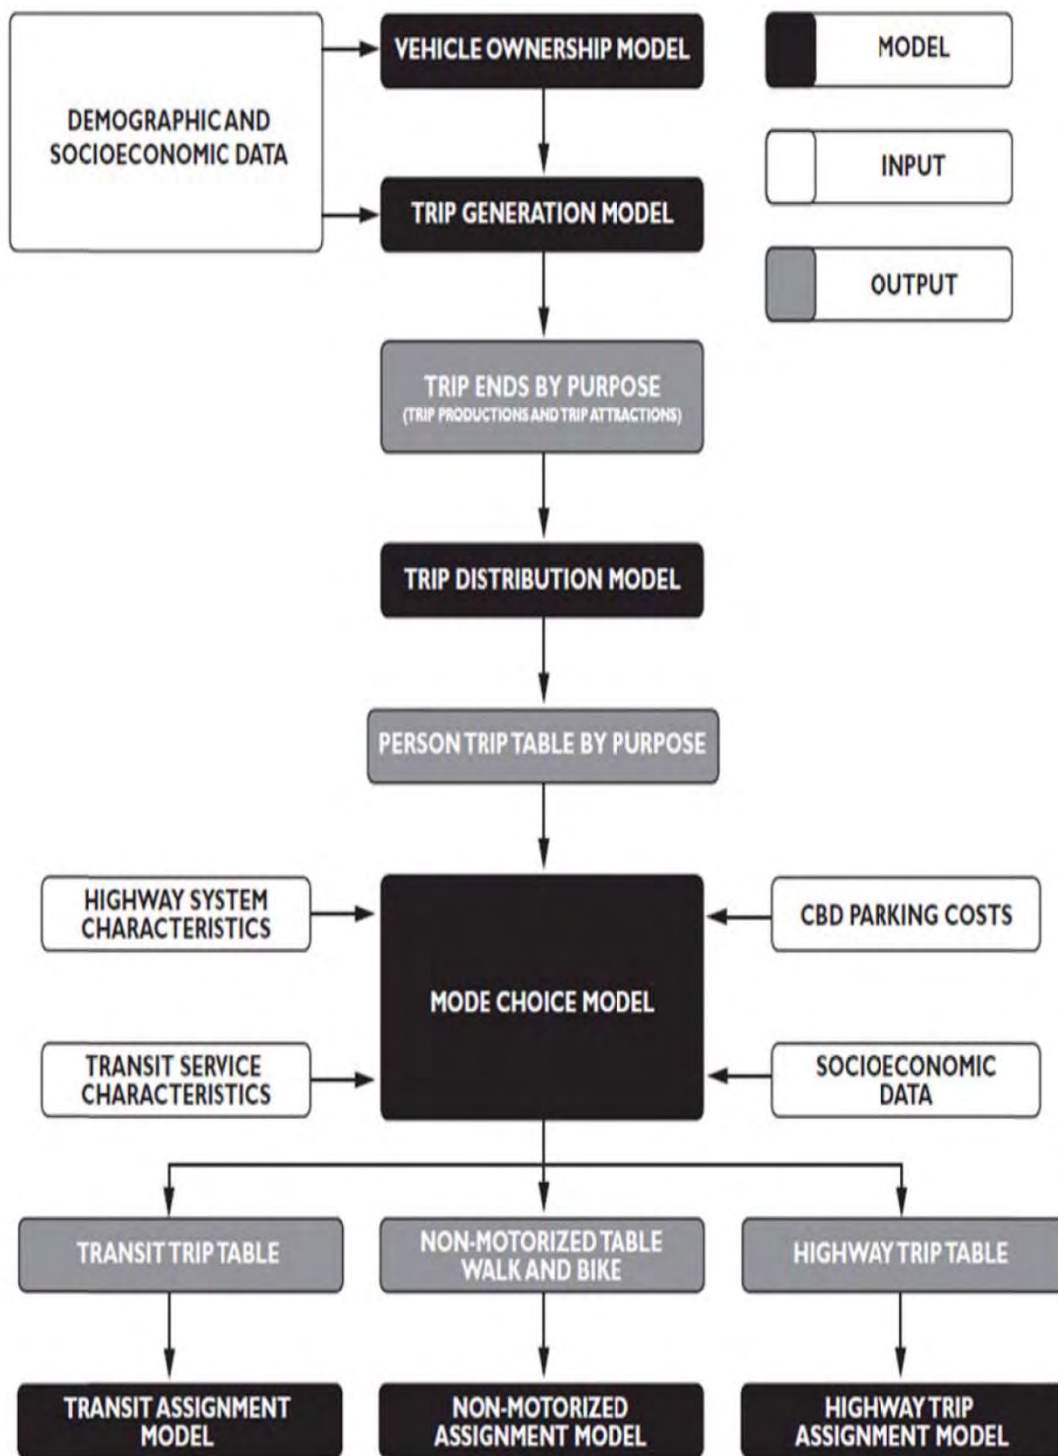 VEHICLE OWNERSHIP MODEL
MODEL
DEMOGRAPHIC AND
SOCIOECONOMIC DATA
INPUT
TRIP GENERATION MODEL
OUTPUT
TRIP ENDS BY PURPOSE
(TRIP PRODUCTIONS AND TRIP ATTRACTIONS)
TRIP DISTRIBUTION MODEL
PERSON TRIP TABLE BY PURPOSE
HIGHWAY SYSTEM
CHARACTERISTICS
CBD PARKING COSTS
MODE CHOICE MODEL
TRANSIT SERVICE
CHARACTERISTICS
SOCIOECONOMIC
DATA
TRANSIT TRIP TABLE
NON-MOTORIZED TABLE
WALK AND BIKE
HIGHWAY TRIP TABLE
TRANSIT ASSIGNMENT
MODEL
NON-MOTORIZED
ASSIGNMENT MODEL
HIGHWAY TRIP
ASSIGNMENT MODEL